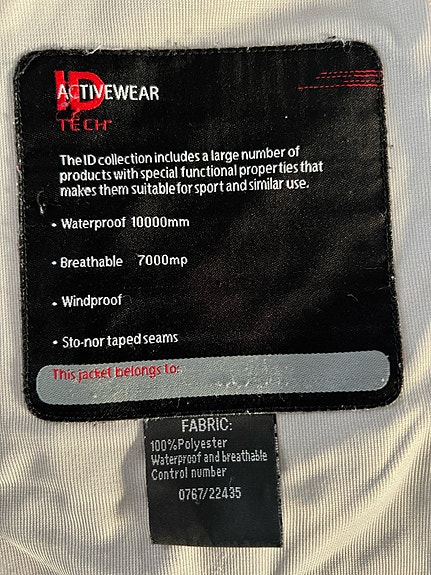 ID
ACTIVEWEAR
TECH
The ID collection includes a large number of
products with special functional properties that
makes them suitable for sport and similar use.
• Waterproof 10000mm
• Breathable 7000mp
• Windproof
• Sto-nor taped seams
This jacket belongs to:
FABRIC:
100%Polyester
Waterproof and breathable
Control number
0767/22435